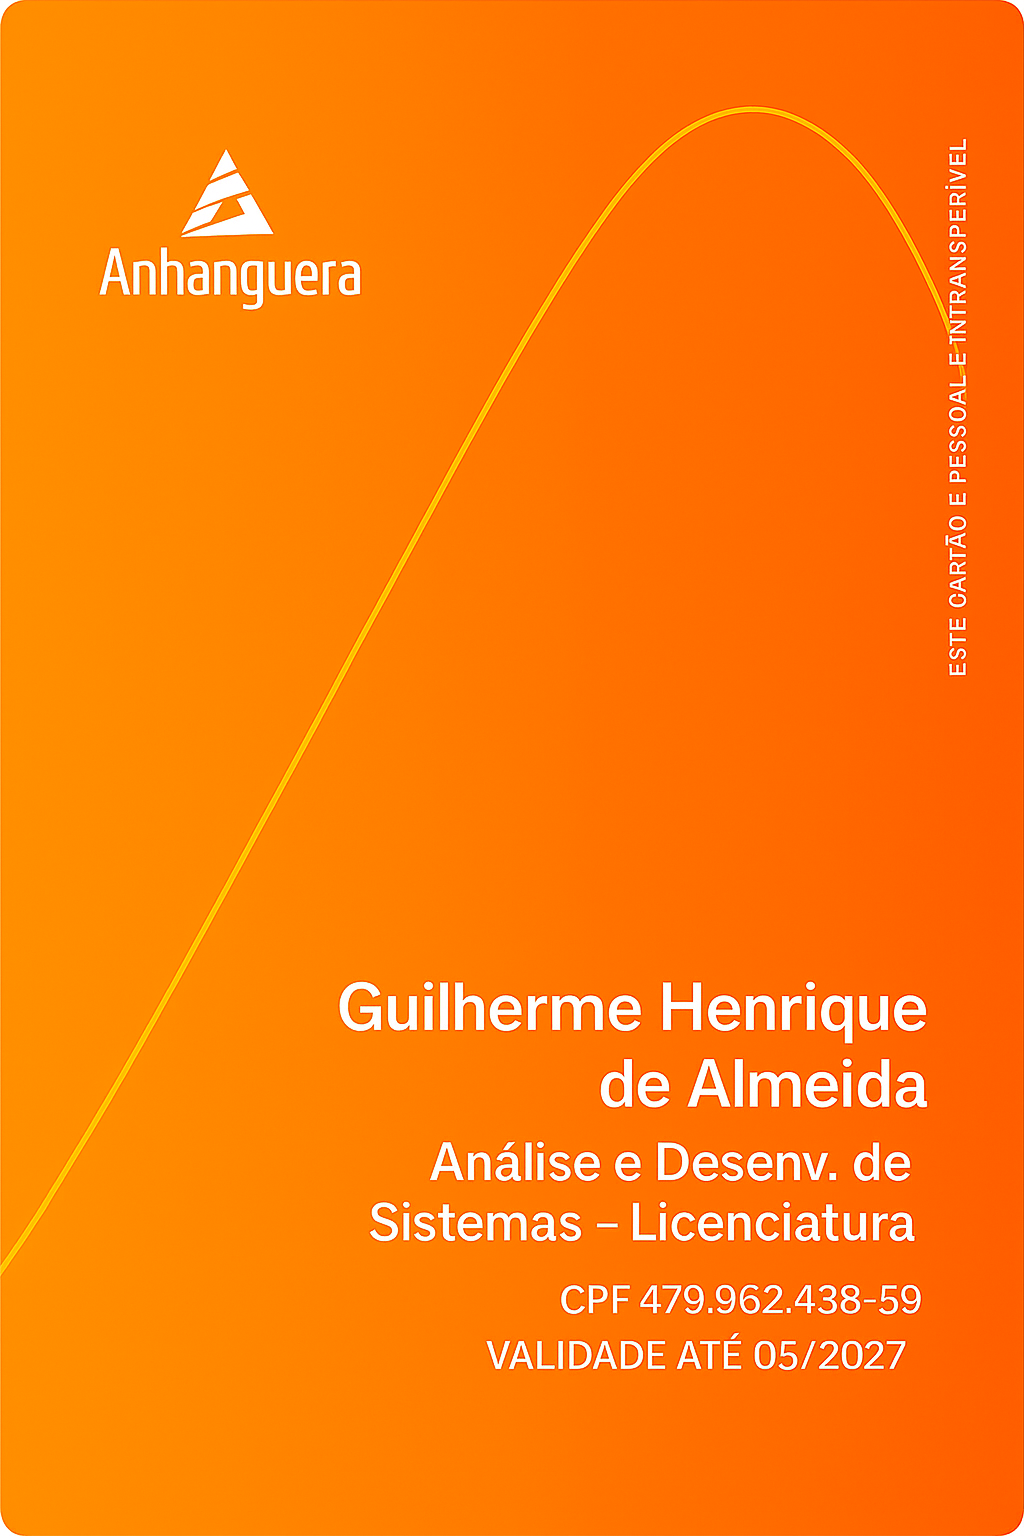 Anhanguera
ESTE CARTÃO E PESSOAL E INTRANSPERÍVEL
Guilherme Henrique
de Almeida
Análise e Desenv. de
Sistemas – Licenciatura
CPF 479.962.438-59
VALIDADE ATÉ 05/2027